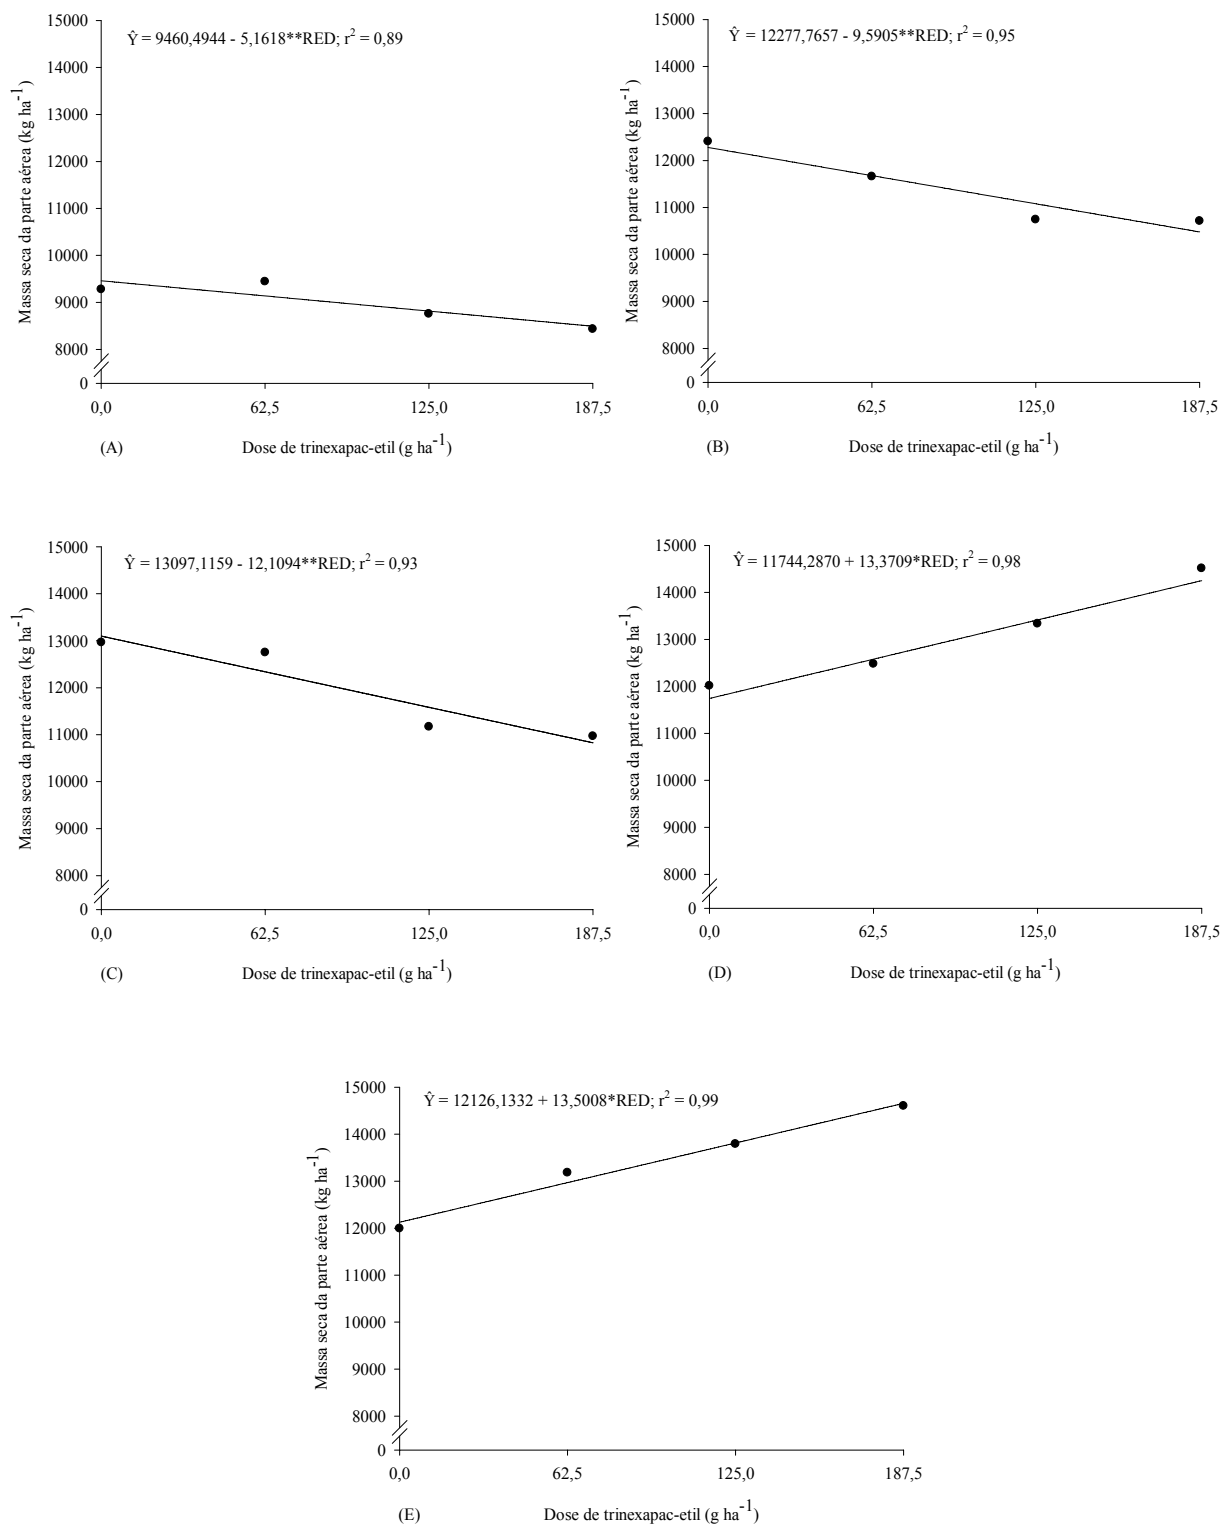 Ŷ = 9460,4944 - 5,1618**RED; r² = 0,89
Massa seca da parte aérea (kg ha⁻¹)
15000
14000
13000
12000
11000
10000
9000
8000
0
0,0 62,5 125,0 187,5
(A) Dose de trinexapac-etil (g ha⁻¹)
Ŷ = 12277,7657 - 9,5905**RED; r² = 0,95
Massa seca da parte aérea (kg ha⁻¹)
15000
14000
13000
12000
11000
10000
9000
8000
0
0,0 62,5 125,0 187,5
(B) Dose de trinexapac-etil (g ha⁻¹)
Ŷ = 13097,1159 - 12,1094**RED; r² = 0,93
Massa seca da parte aérea (kg ha⁻¹)
15000
14000
13000
12000
11000
10000
9000
8000
0
0,0 62,5 125,0 187,5
(C) Dose de trinexapac-etil (g ha⁻¹)
Ŷ = 11744,2870 + 13,3709*RED; r² = 0,98
Massa seca da parte aérea (kg ha⁻¹)
15000
14000
13000
12000
11000
10000
9000
8000
0
0,0 62,5 125,0 187,5
(D) Dose de trinexapac-etil (g ha⁻¹)
Ŷ = 12126,1332 + 13,5008*RED; r² = 0,99
Massa seca da parte aérea (kg ha⁻¹)
15000
14000
13000
12000
11000
10000
9000
8000
0
0,0 62,5 125,0 187,5
(E) Dose de trinexapac-etil (g ha⁻¹)